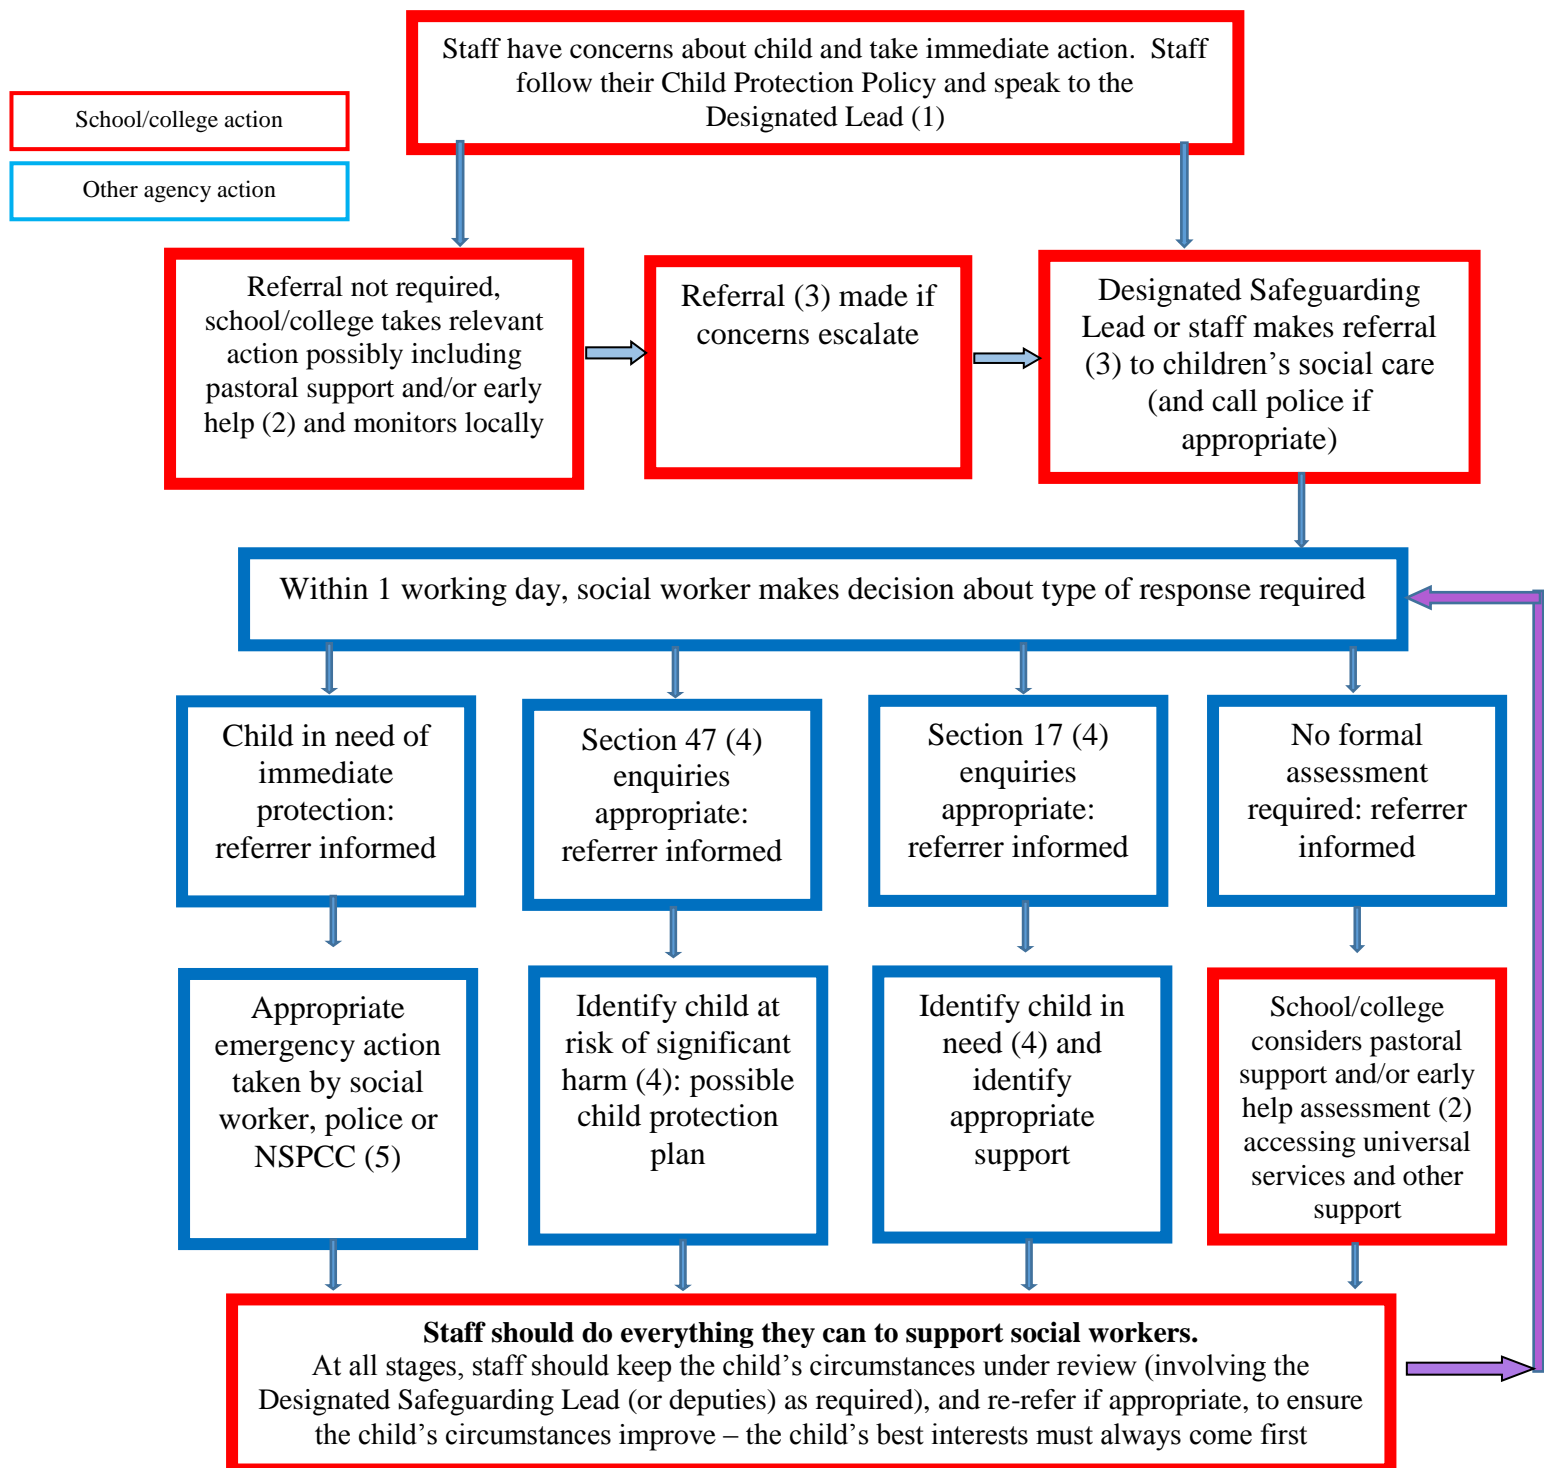 Staff have concerns about child and take immediate action.  Staff
follow their Child Protection Policy and speak to the
Designated Lead (1)
School/college action
Other agency action
Referral not required,
school/college takes relevant
action possibly including
pastoral support and/or early
help (2) and monitors locally
Referral (3) made if
concerns escalate
Designated Safeguarding
Lead or staff makes referral
(3) to children’s social care
(and call police if
appropriate)
Within 1 working day, social worker makes decision about type of response required
Child in need of
immediate
protection:
referrer informed
Section 47 (4)
enquiries
appropriate:
referrer informed
Section 17 (4)
enquiries
appropriate:
referrer informed
No formal
assessment
required: referrer
informed
Appropriate
emergency action
taken by social
worker, police or
NSPCC (5)
Identify child at
risk of significant
harm (4): possible
child protection
plan
Identify child in
need (4) and
identify
appropriate
support
School/college
considers pastoral
support and/or early
help assessment (2)
accessing universal
services and other
support
Staff should do everything they can to support social workers.
At all stages, staff should keep the child’s circumstances under review (involving the
Designated Safeguarding Lead (or deputies) as required), and re-refer if appropriate, to ensure
the child’s circumstances improve – the child’s best interests must always come first